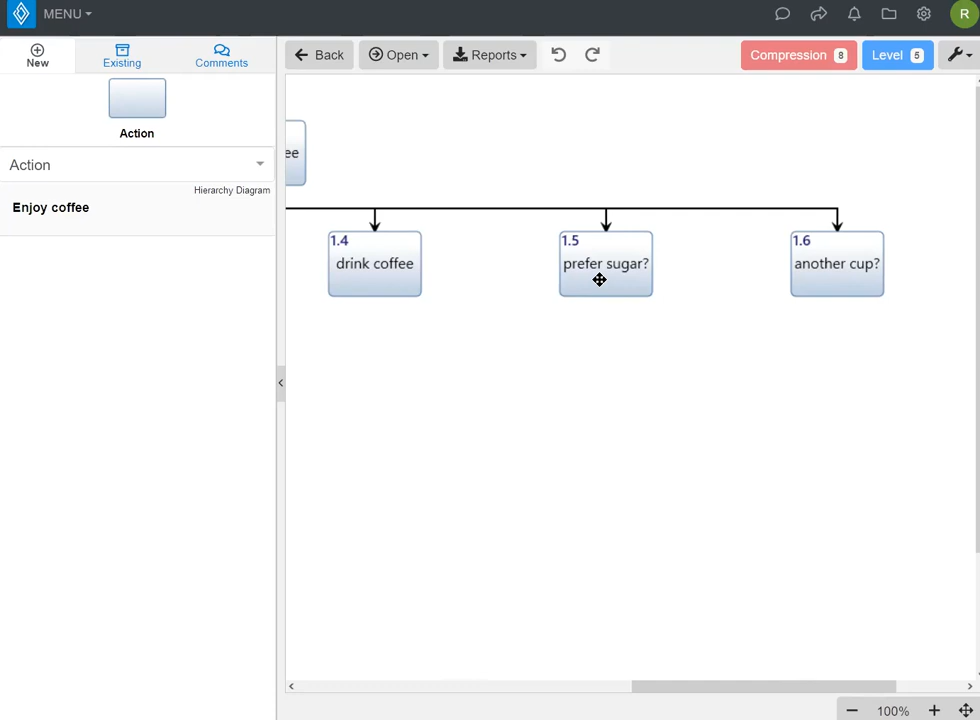 MENU
R
New
Existing
Comments
Back
Open
Reports
Compression 8
Level 5
Action
Action
Hierarchy Diagram
Enjoy coffee
ee
1.4
drink coffee
1.5
prefer sugar?
1.6
another cup?
100%